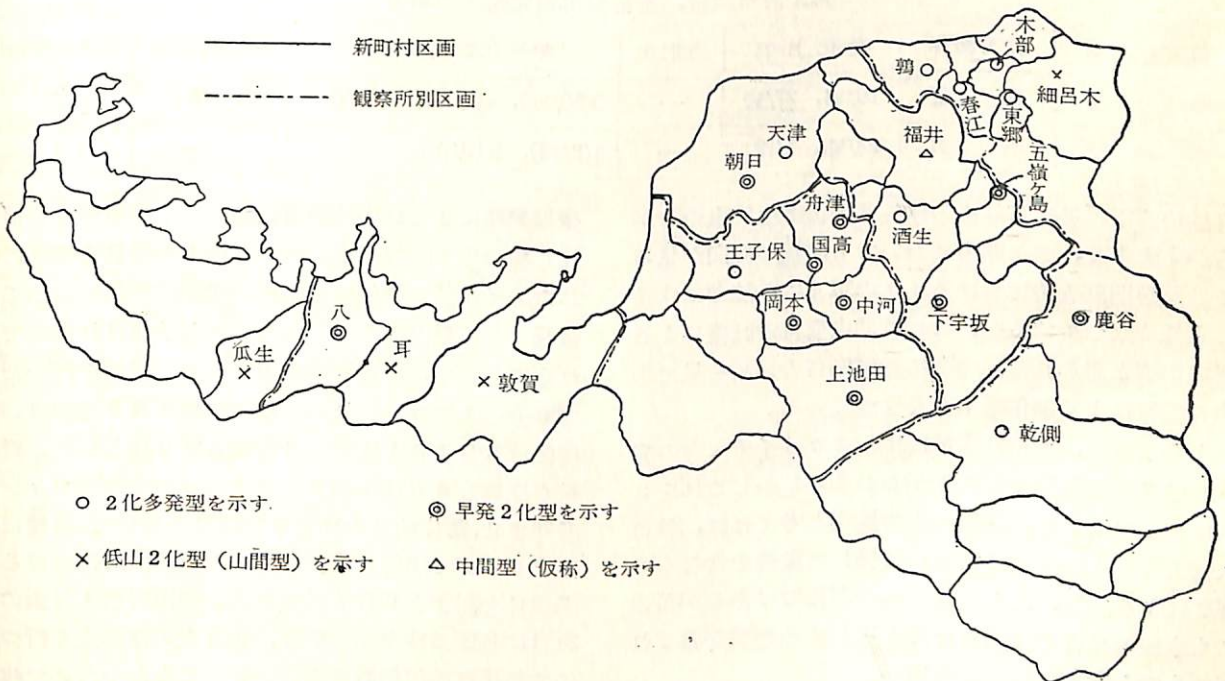 新町村区画
観察所別区画
木部
鶉
細呂木
春江
東郷
福井
天津
朝日
五嶺ヶ島
舟津
酒生
王子保
国高
岡本
中河
下宇坂
鹿谷
八
瓜生
耳
敦賀
上池田
乾側
○ 2化多発型を示す.
◎ 早発2化型を示す
× 低山2化型(山間型)を示す
△ 中間型(仮称)を示す